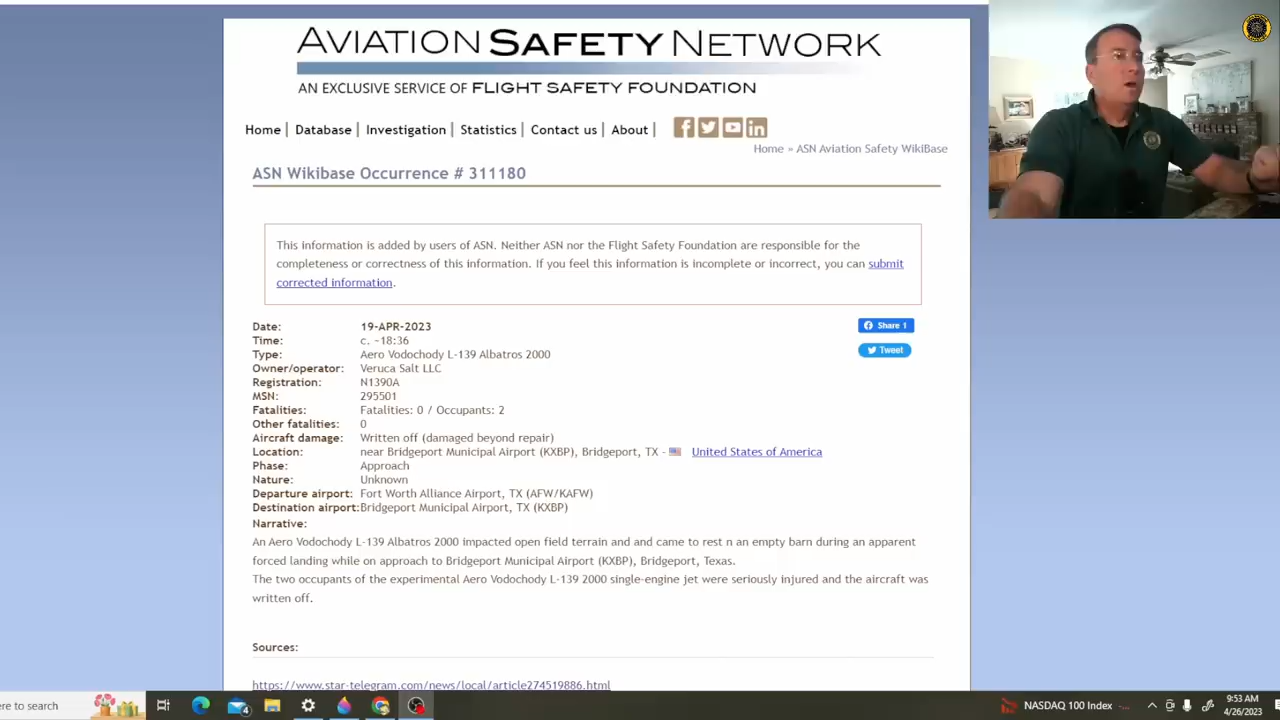 AVIATION SAFETY NETWORK
AN EXCLUSIVE SERVICE OF FLIGHT SAFETY FOUNDATION
Home | Database | Investigation | Statistics | Contact us | About |
Home » ASN Aviation Safety WikiBase
ASN Wikibase Occurrence # 311180
This information is added by users of ASN. Neither ASN nor the Flight Safety Foundation are responsible for the
completeness or correctness of this information. If you feel this information is incomplete or incorrect, you can submit
corrected information.
Date: 19-APR-2023
Share 1
Time: c. ~18:36
Type: Aero Vodochody L-139 Albatros 2000
Tweet
Owner/operator: Veruca Salt LLC
Registration: N1390A
MSN: 295501
Fatalities: Fatalities: 0 / Occupants: 2
Other fatalities: 0
Aircraft damage: Written off (damaged beyond repair)
Location: near Bridgeport Municipal Airport (KXBP), Bridgeport, TX - United States of America
Phase: Approach
Nature: Unknown
Departure airport: Fort Worth Alliance Airport, TX (AFW/KAFW)
Destination airport: Bridgeport Municipal Airport, TX (KXBP)
Narrative:
An Aero Vodochody L-139 Albatros 2000 impacted open field terrain and and came to rest n an empty barn during an apparent
forced landing while on approach to Bridgeport Municipal Airport (KXBP), Bridgeport, Texas.
The two occupants of the experimental Aero Vodochody L-139 2000 single-engine jet were seriously injured and the aircraft was
written off.
Sources:
https://www.star-telegram.com/news/local/article274519886.html
ere to search
4
NASDAQ 100 Index -...
9:53 AM
4/26/2023